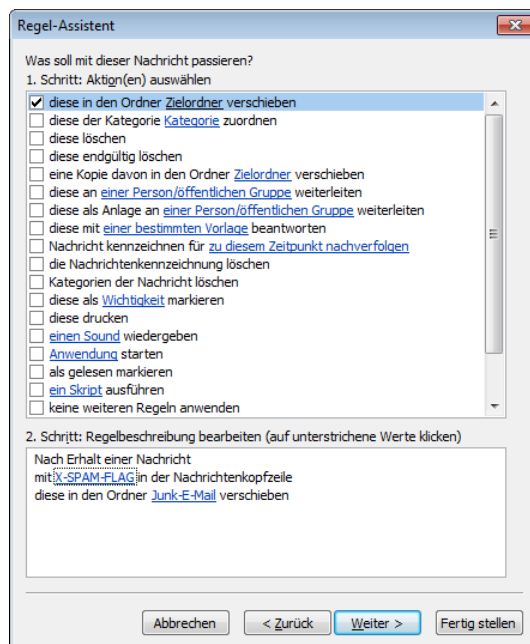 Regel-Assistent
Was soll mit dieser Nachricht passieren?
1. Schritt: Aktion(en) auswählen
diese in den Ordner Zielordner verschieben
diese der Kategorie Kategorie zuordnen
diese löschen
diese endgültig löschen
eine Kopie davon in den Ordner Zielordner verschieben
diese an einer Person/öffentlichen Gruppe weiterleiten
diese als Anlage an einer Person/öffentlichen Gruppe weiterleiten
diese mit einer bestimmten Vorlage beantworten
Nachricht kennzeichnen für zu diesem Zeitpunkt nachverfolgen
die Nachrichtenkennzeichnung löschen
Kategorien der Nachricht löschen
diese als Wichtigkeit markieren
diese drucken
einen Sound wiedergeben
Anwendung starten
als gelesen markieren
ein Skript ausführen
keine weiteren Regeln anwenden
2. Schritt: Regelbeschreibung bearbeiten (auf unterstrichene Werte klicken)
Nach Erhalt einer Nachricht
mit X-SPAM-FLAG in der Nachrichtenkopfzeile
diese in den Ordner Junk-E-Mail verschieben
Abbrechen < Zurück Weiter > Fertig stellen